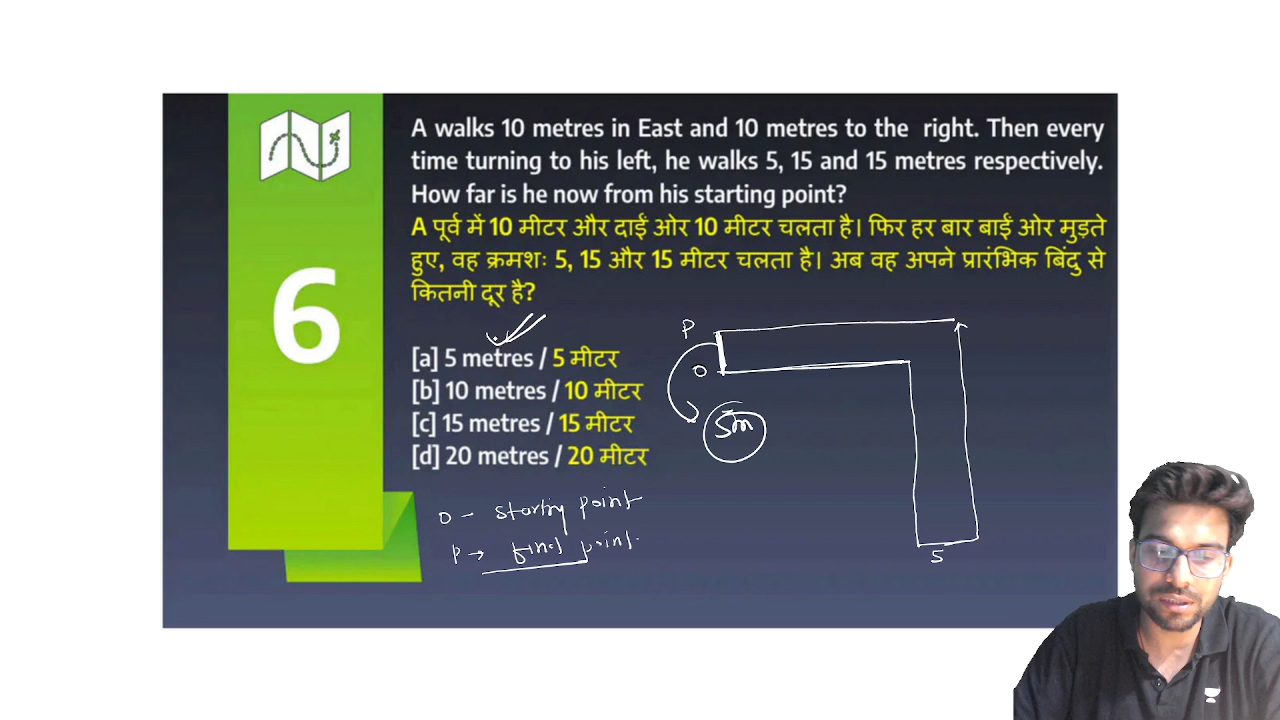 6
A walks 10 metres in East and 10 metres to the right. Then every
time turning to his left, he walks 5, 15 and 15 metres respectively.
How far is he now from his starting point?
A पूर्व में 10 मीटर और दाईं ओर 10 मीटर चलता है। फिर हर बार बाईं ओर मुड़ते
हुए, वह क्रमशः 5, 15 और 15 मीटर चलता है। अब वह अपने प्रारंभिक बिंदु से
कितनी दूर है?
[a] 5 metres / 5 मीटर
[b] 10 metres / 10 मीटर
[c] 15 metres / 15 मीटर
[d] 20 metres / 20 मीटर
P
O
5m
5
O - starting point
P → final point.